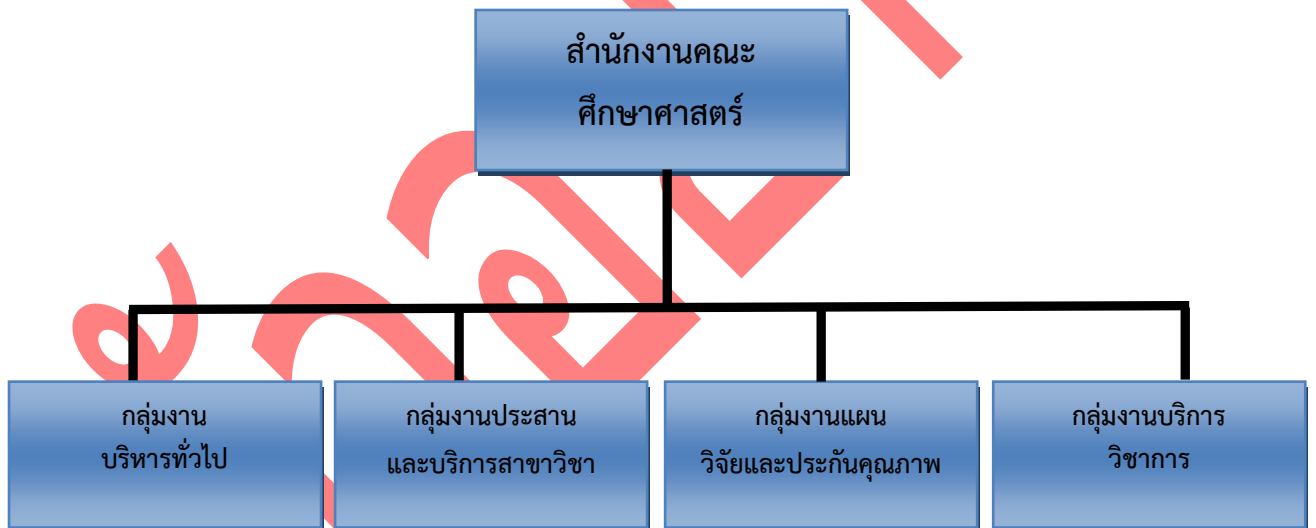 สำนักงานคณะ
ศึกษาศาสตร์
กลุ่มงาน
บริหารทั่วไป
กลุ่มงานประสาน
และบริการสาขาวิชา
กลุ่มงานแผน
วิจัยและประกันคุณภาพ
กลุ่มงานบริการ
วิชาการ